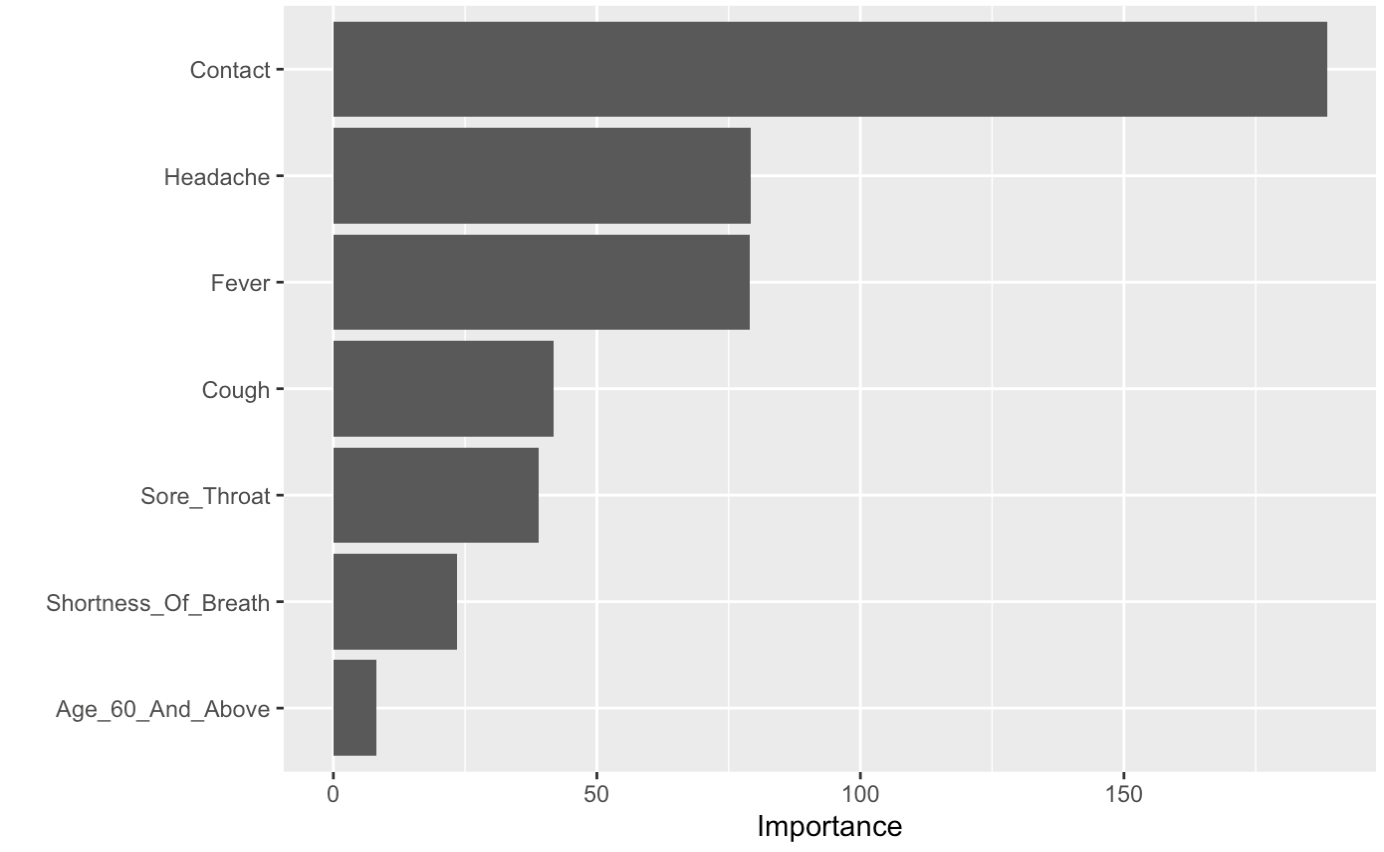 Contact
Headache
Fever
Cough
Sore_Throat
Shortness_Of_Breath
Age_60_And_Above
0 50 100 150
Importance